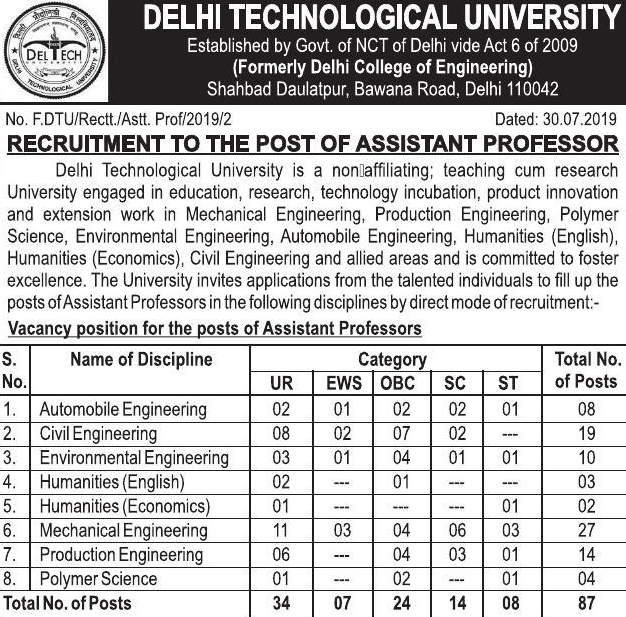 DELHI TECHNOLOGICAL UNIVERSITY
Established by Govt. of NCT of Delhi vide Act 6 of 2009
(Formerly Delhi College of Engineering)
Shahbad Daulatpur, Bawana Road, Delhi 110042
DELTECH
DELHI TECHNOLOGICAL UNIVERSITY
No. F.DTU/Rectt./Astt. Prof/2019/2 Dated: 30.07.2019
RECRUITMENT TO THE POST OF ASSISTANT PROFESSOR
Delhi Technological University is a non▯affiliating; teaching cum research
University engaged in education, research, technology incubation, product innovation
and extension work in Mechanical Engineering, Production Engineering, Polymer
Science, Environmental Engineering, Automobile Engineering, Humanities (English),
Humanities (Economics), Civil Engineering and allied areas and is committed to foster
excellence. The University invites applications from the talented individuals to fill up the
posts of Assistant Professors in the following disciplines by direct mode of recruitment:-
Vacancy position for the posts of Assistant Professors
S. No. Name of Discipline Category Total No. of Posts
UR EWS OBC SC ST
1. Automobile Engineering 02 01 02 02 01 08
2. Civil Engineering 08 02 07 02 --- 19
3. Environmental Engineering 03 01 04 01 01 10
4. Humanities (English) 02 --- 01 --- --- 03
5. Humanities (Economics) 01 --- --- --- 01 02
6. Mechanical Engineering 11 03 04 06 03 27
7. Production Engineering 06 --- 04 03 01 14
8. Polymer Science 01 --- 02 --- 01 04
Total No. of Posts 34 07 24 14 08 87